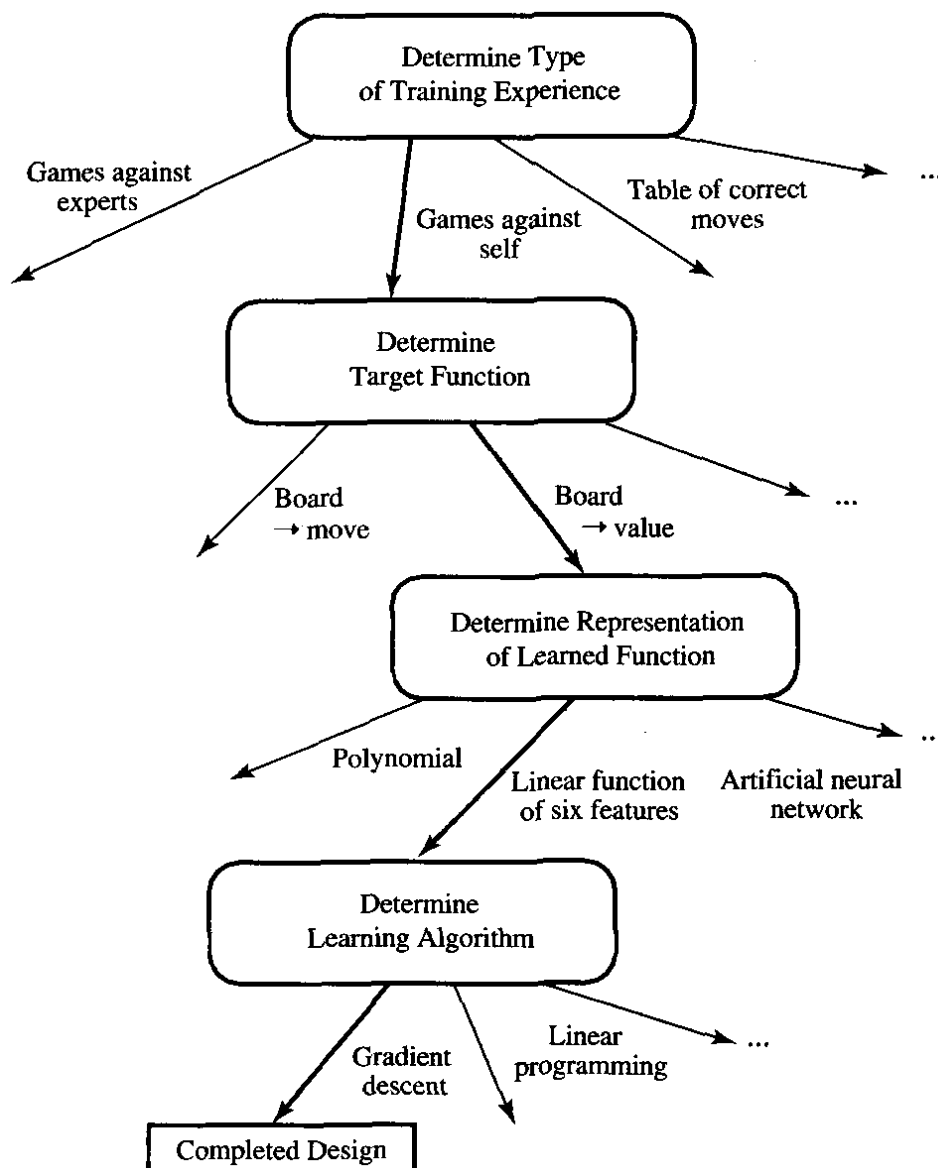 Determine Type
of Training Experience
Games against
experts
Games against
self
Table of correct
moves
...
Determine
Target Function
Board
→ move
Board
→ value
...
Determine Representation
of Learned Function
Polynomial
Linear function
of six features
Artificial neural
network
..
Determine
Learning Algorithm
Gradient
descent
Linear
programming
...
Completed Design